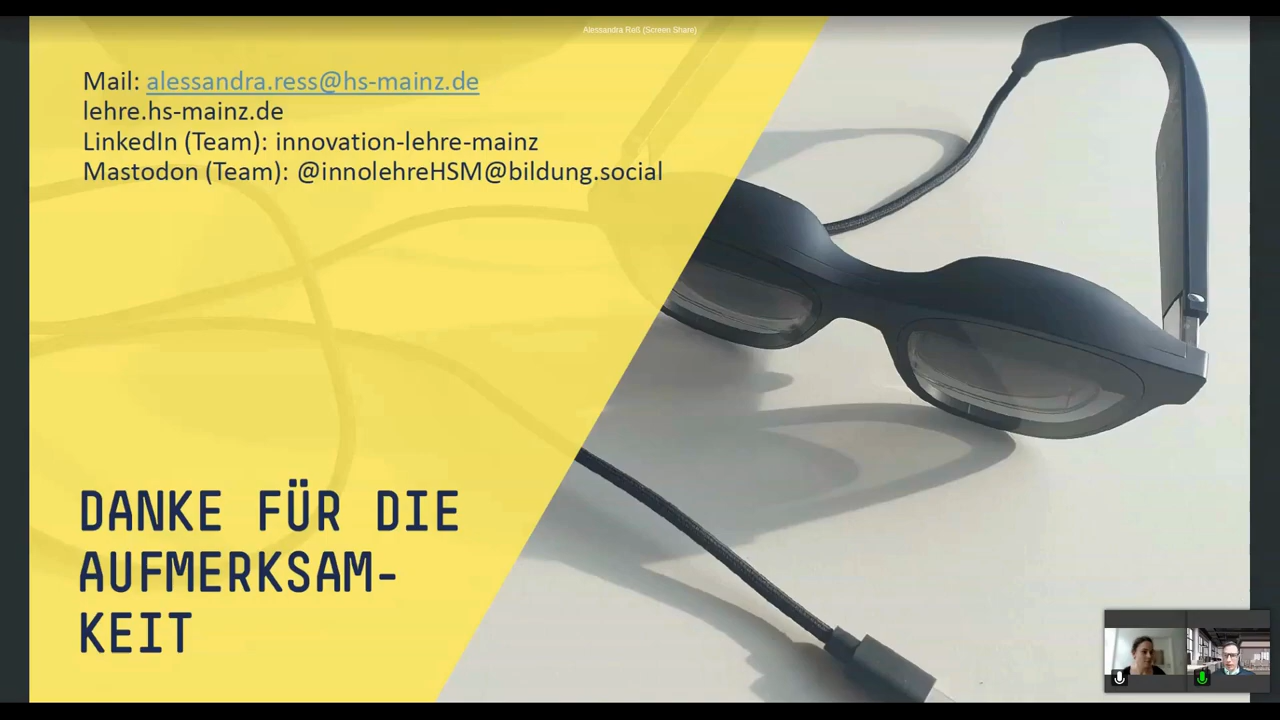 Alessandra Reß (Screen Share)
Mail: alessandra.ress@hs-mainz.de
lehre.hs-mainz.de
LinkedIn (Team): innovation-lehre-mainz
Mastodon (Team): @innolehreHSM@bildung.social
DANKE FÜR DIE
AUFMERKSAM-
KEIT